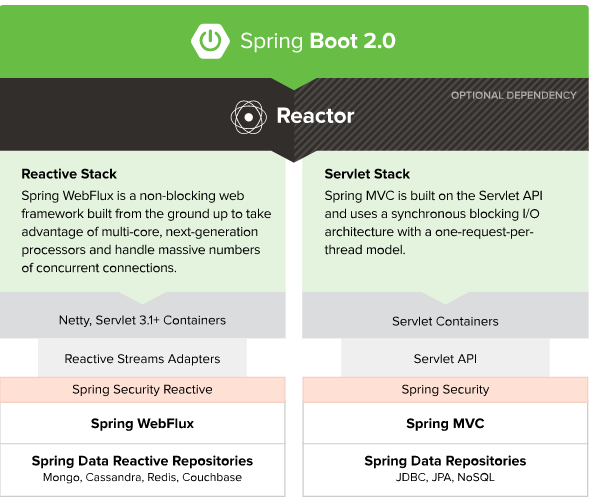 Spring Boot 2.0
OPTIONAL DEPENDENCY
Reactor
Reactive Stack
Spring WebFlux is a non-blocking web
framework built from the ground up to take
advantage of multi-core, next-generation
processors and handle massive numbers
of concurrent connections.
Servlet Stack
Spring MVC is built on the Servlet API
and uses a synchronous blocking I/O
architecture with a one-request-per-
thread model.
Netty, Servlet 3.1+ Containers
Servlet Containers
Reactive Streams Adapters
Servlet API
Spring Security Reactive
Spring Security
Spring WebFlux
Spring MVC
Spring Data Reactive Repositories
Mongo, Cassandra, Redis, Couchbase
Spring Data Repositories
JDBC, JPA, NoSQL